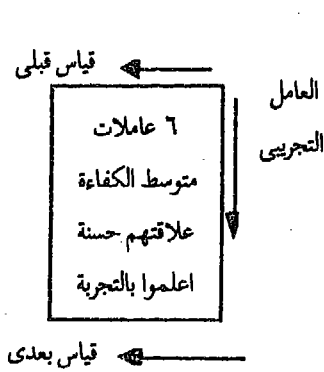 قياس قبلى
العامل
التجريبى
٦ عاملات
متوسط الكفاءة
علاقتهم حسنة
اعلموا بالتجربة
قياس بعدى